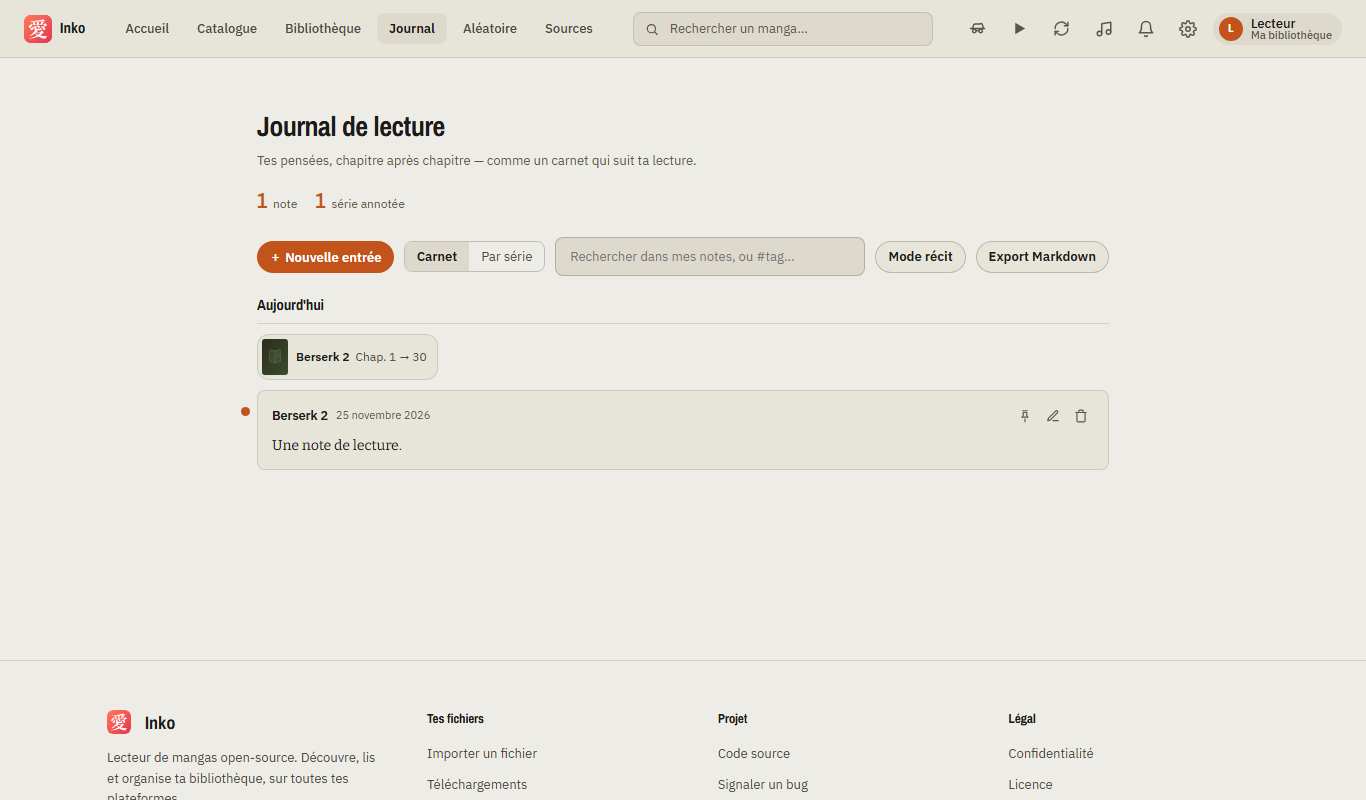 愛 Inko Accueil Catalogue Bibliothèque Journal Aléatoire Sources Rechercher un manga... L Lecteur
Ma bibliothèque
Journal de lecture
Tes pensées, chapitre après chapitre — comme un carnet qui suit ta lecture.
1 note 1 série annotée
+ Nouvelle entrée Carnet Par série Rechercher dans mes notes, ou #tag... Mode récit Export Markdown
Aujourd'hui
Berserk 2 Chap. 1 → 30
Berserk 2 25 novembre 2026
Une note de lecture.
愛 Inko
Lecteur de mangas open-source. Découvre, lis
et organise ta bibliothèque, sur toutes tes
plateformes.
Tes fichiers
Importer un fichier
Téléchargements
Projet
Code source
Signaler un bug
Légal
Confidentialité
Licence